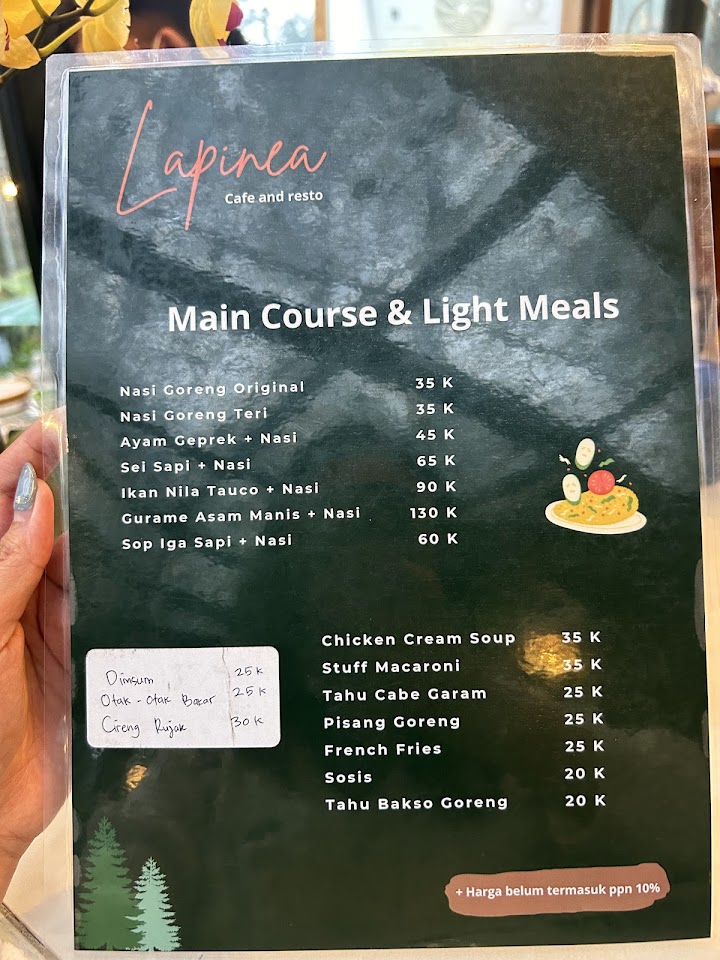 Lapinea
Cafe and resto
Main Course & Light Meals
Nasi Goreng Original 35 K
Nasi Goreng Teri 35 K
Ayam Geprek + Nasi 45 K
Sei Sapi + Nasi 65 K
Ikan Nila Tauco + Nasi 90 K
Gurame Asam Manis + Nasi 130 K
Sop Iga Sapi + Nasi 60 K
Chicken Cream Soup 35 K
Stuff Macaroni 35 K
Tahu Cabe Garam 25 K
Pisang Goreng 25 K
French Fries 25 K
Sosis 20 K
Tahu Bakso Goreng 20 K
Dimsum 25 K
Otak - Otak Bakar 25 K
Cireng Rujak 30 K
+ Harga belum termasuk ppn 10%